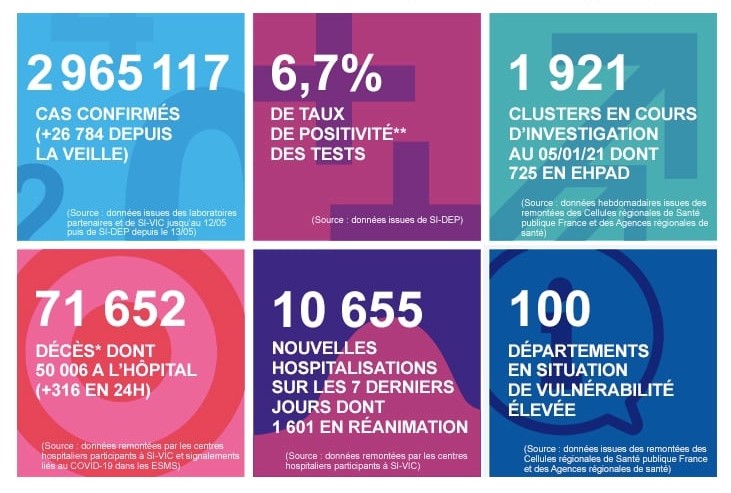 2 965 117
CAS CONFIRMÉS
(+26 784 DEPUIS
LA VEILLE)
(Source : données issues des laboratoires
partenaires et de SI-VIC jusqu'au 12/05
puis de SI-DEP depuis le 13/05)
6,7%
DE TAUX
DE POSITIVITÉ**
DES TESTS
(Source : données issues de SI-DEP)
1 921
CLUSTERS EN COURS
D'INVESTIGATION
AU 05/01/21 DONT
725 EN EHPAD
(Source : données hebdomadaires issues des
remontées des Cellules régionales de Santé
publique France et des Agences régionales de
santé)
71 652
DÉCÈS* DONT
50 006 A L'HÔPITAL
(+316 EN 24H)
(Source : données remontées par les centres
hospitaliers participants à SI-VIC et signalements
liés au COVID-19 dans les ESMS)
10 655
NOUVELLES
HOSPITALISATIONS
SUR LES 7 DERNIERS
JOURS DONT
1 601 EN RÉANIMATION
(Source : données remontées par les centres
hospitaliers participants à SI-VIC)
100
DÉPARTEMENTS
EN SITUATION
DE VULNÉRABILITÉ
ÉLEVÉE
(Source : données issues des remontées des
Cellules régionales de Santé publique France
et des Agences régionales de santé)